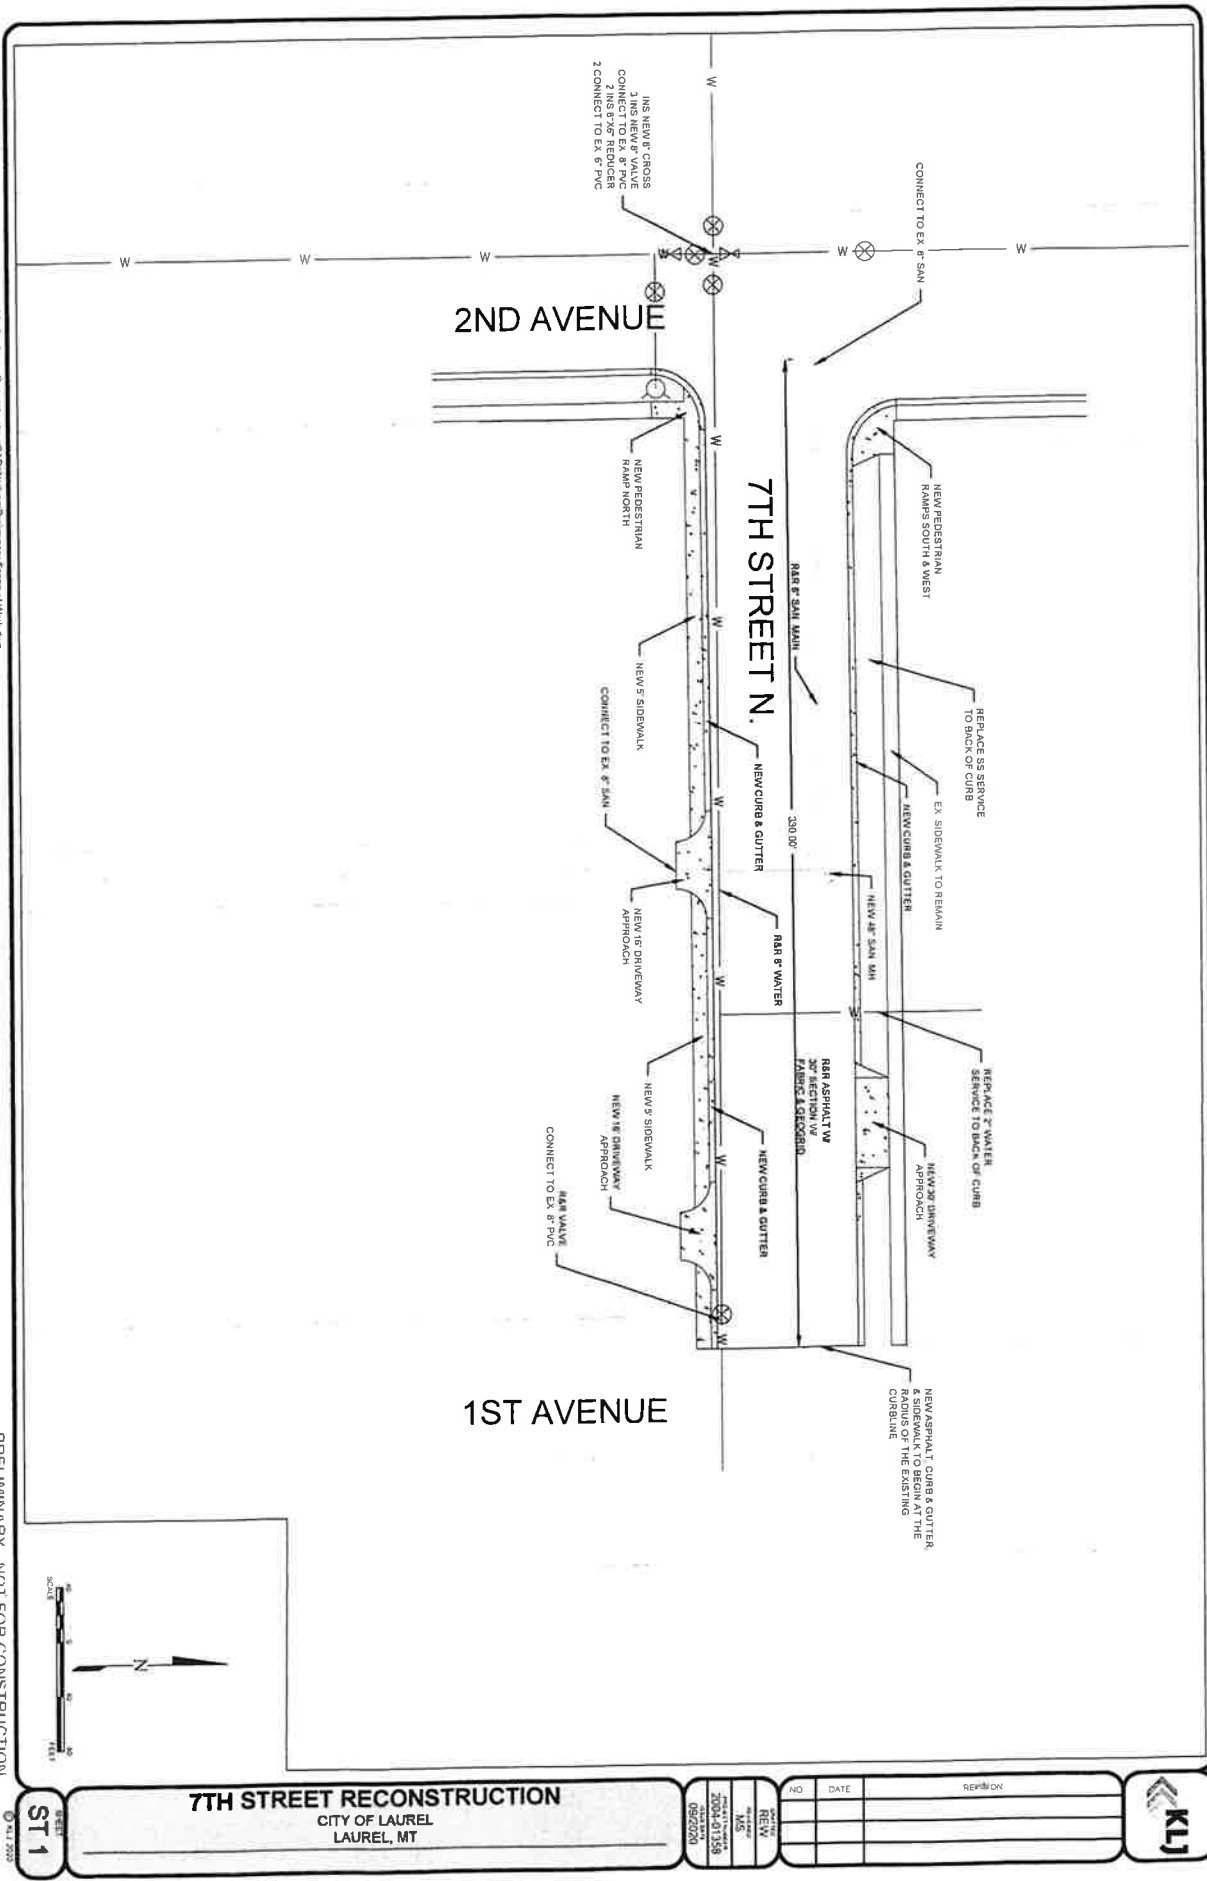 INS NEW 8" CROSS
3 INS NEW 8" VALVE
CONNECT TO EX 8" PVC
2 INS 8"X6" REDUCER
2 CONNECT TO EX 6" PVC
W
W
W
W
W
W
W
W
CONNECT TO EX 8" SAN
2ND AVENUE
W
NEW PEDESTRIAN
RAMP NORTH
NEW PEDESTRIAN
RAMPS SOUTH & WEST
7TH STREET N.
R&R 8" SAN MAIN
W
NEW 5' SIDEWALK
REPLACE SS SERVICE
TO BACK OF CURB
CONNECT TO EX 8" SAN
NEW CURB & GUTTER
W
330.00'
NEW CURB & GUTTER
EX SIDEWALK TO REMAIN
NEW 48" SAN MH
NEW 16' DRIVEWAY
APPROACH
R&R 8" WATER
W
W
REPLACE 2" WATER
SERVICE TO BACK OF CURB
R&R ASPHALT W/
30" SECTION W/
FABRIC & GEOGRID
NEW 5' SIDEWALK
NEW 16' DRIVEWAY
APPROACH
NEW CURB & GUTTER
W
NEW 30' DRIVEWAY
APPROACH
R&R VALVE
CONNECT TO EX 8" PVC
W
NEW ASPHALT, CURB & GUTTER,
& SIDEWALK TO BEGIN AT THE
RADIUS OF THE EXISTING
CURBLINE
1ST AVENUE
SCALE
FEET
N
PRELIMINARY - NOT FOR CONSTRUCTION
© KLJ 2020
SHEET
ST 1
7TH STREET RECONSTRUCTION
CITY OF LAUREL
LAUREL, MT
REW
MS
2004-01358
09/2020
NO
DATE
REVISION
KLJ